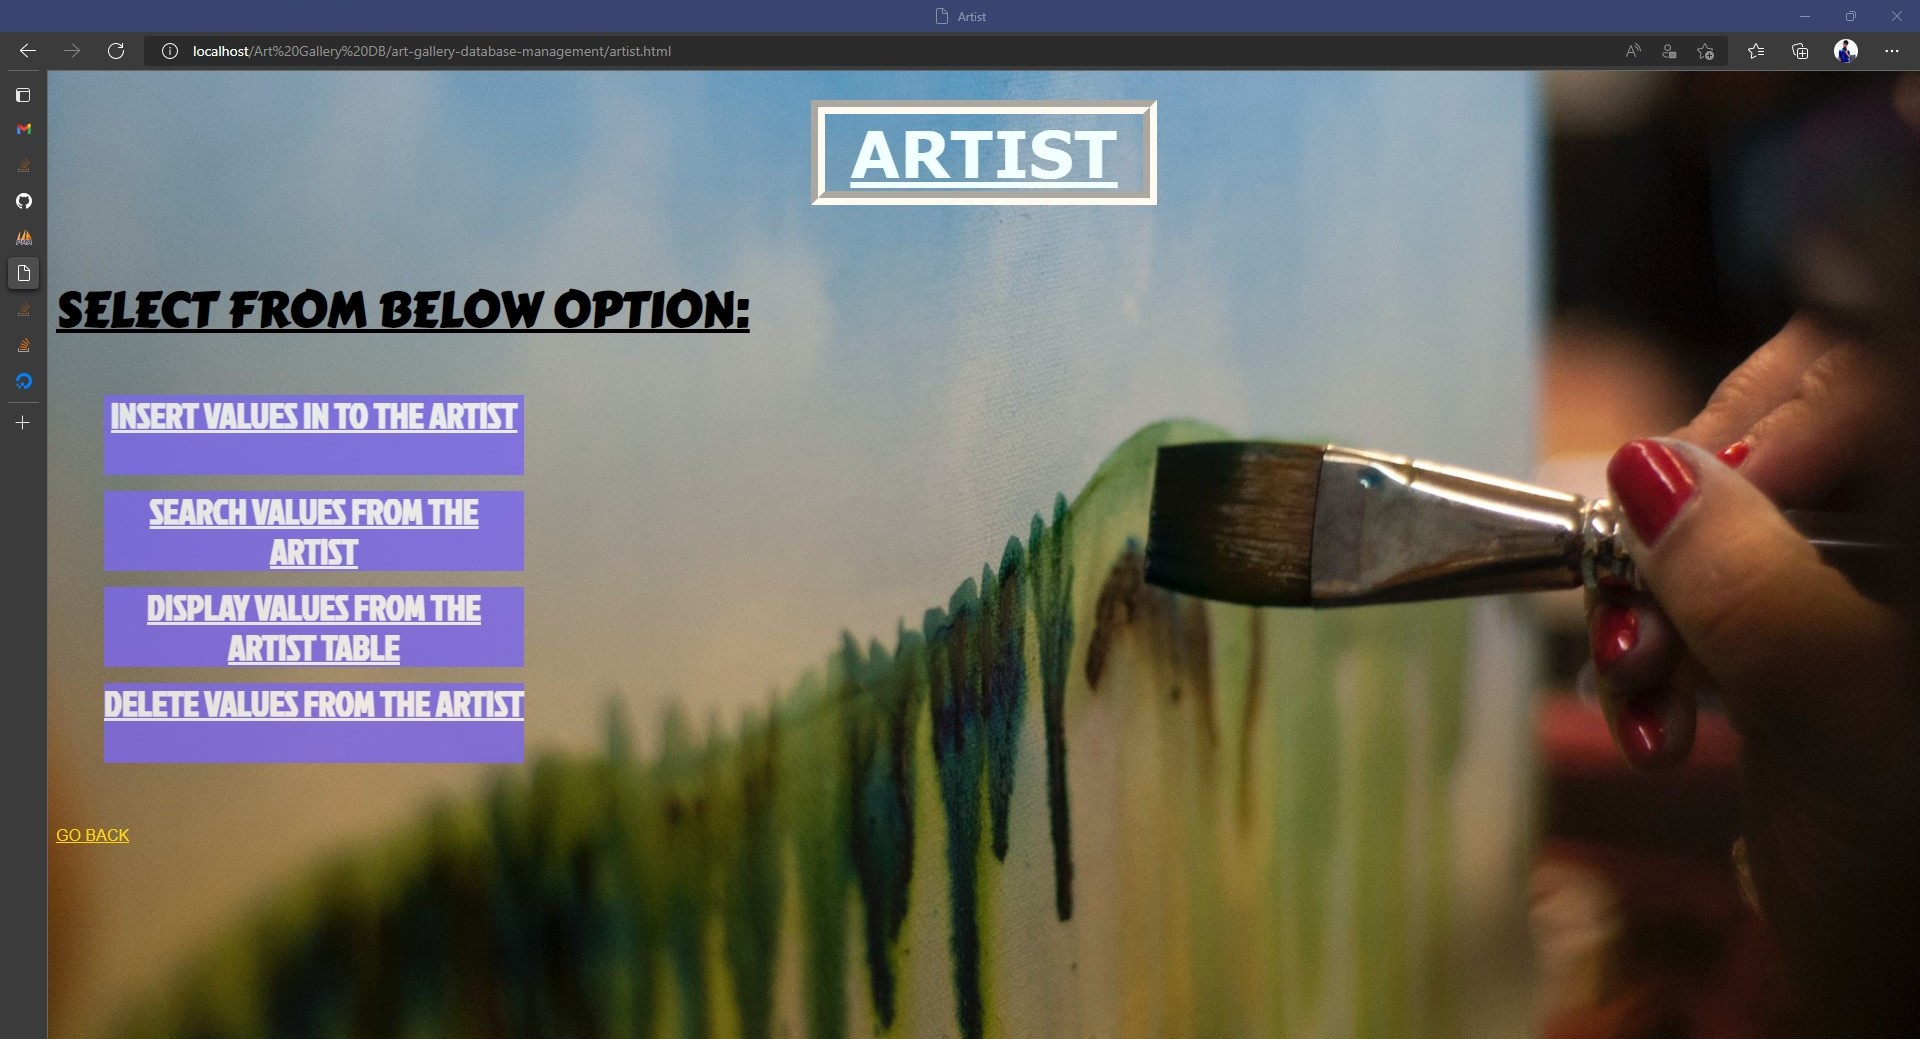 Artist
localhost/Art%20Gallery%20DB/art-gallery-database-management/artist.html
ARTIST
SELECT FROM BELOW OPTION:
INSERT VALUES IN TO THE ARTIST
SEARCH VALUES FROM THE
ARTIST
DISPLAY VALUES FROM THE
ARTIST TABLE
DELETE VALUES FROM THE ARTIST
GO BACK